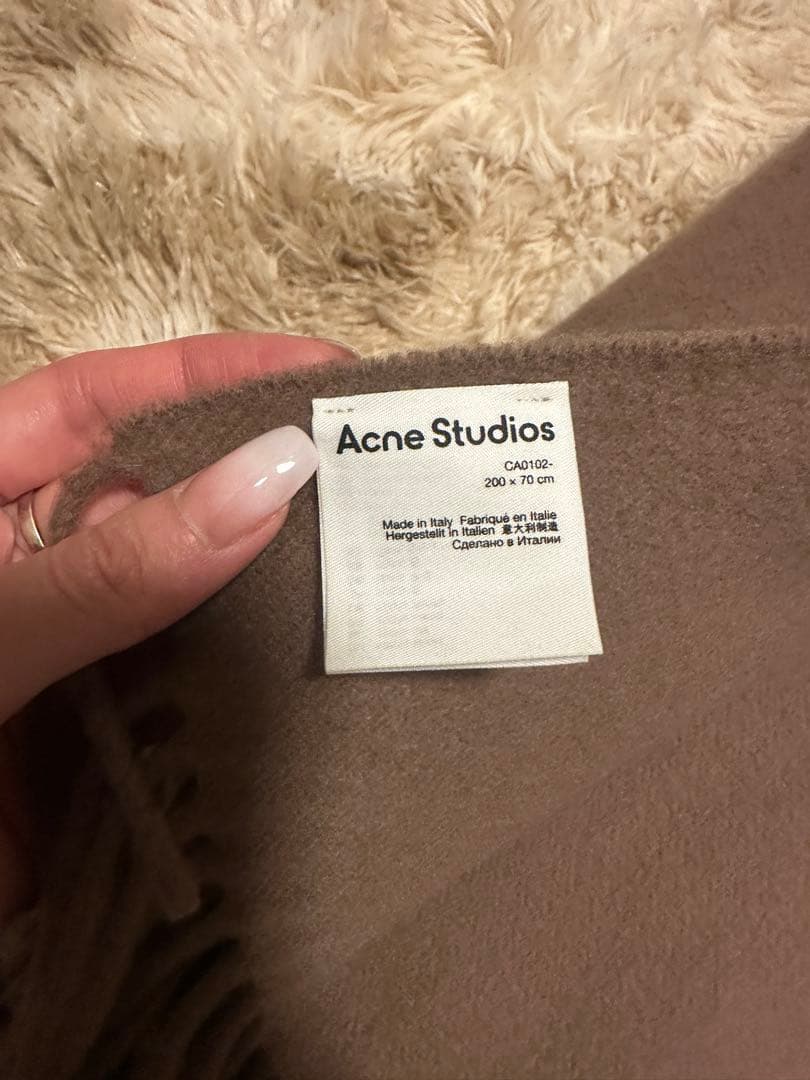 Acne Studios
CA0102-
200 × 70 cm
Made in Italy Fabriqué en Italie
Hergestellt in Italien 意大利制造
Сделано в Италии